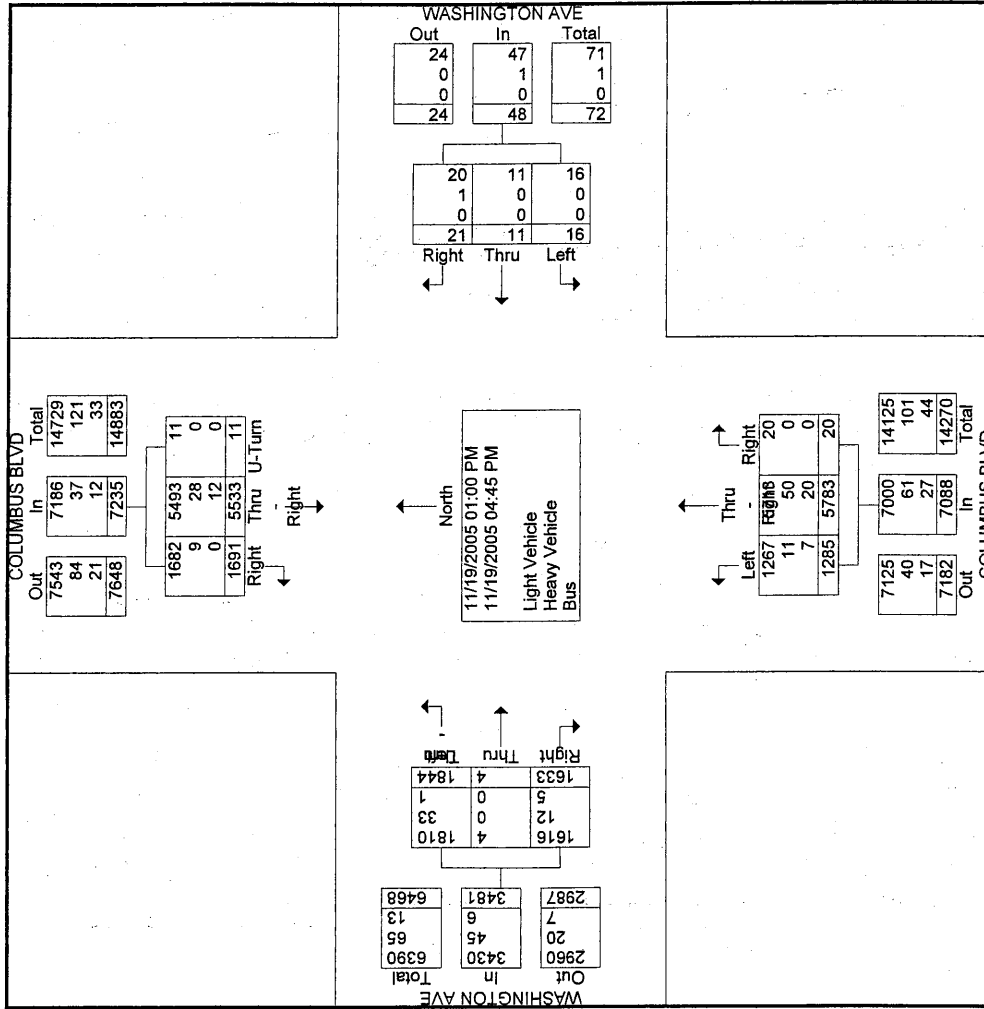 WASHINGTON AVE
Out In Total
24 47 71
0 1 1
0 0 0
24 48 72
20 11 16
1 0 0
0 0 0
21 11 16
Right Thru Left
COLUMBUS BLVD
Out In Total
7543 7186 14729
84 37 121
21 12 33
7648 7235 14883
1682 5493 11
9 28 0
0 12 0
1691 5533 11
Right Thru U-Turn
- Right
North
11/19/2005 01:00 PM
11/19/2005 04:45 PM
Light Vehicle
Heavy Vehicle
Bus
Left Thru - Right
1267 20
11 50 0
7 20 0
1285 5783 20
7125 7000 14125
40 61 101
17 27 44
7182 7088 14270
Out In Total
COLUMBUS BLVD
Right Thru
1633 4 1844
5 0 1
12 0 33
1616 4 1810
2987 3481 6468
7 6 13
20 45 65
2960 3430 6390
Out In Total
WASHINGTON AVE